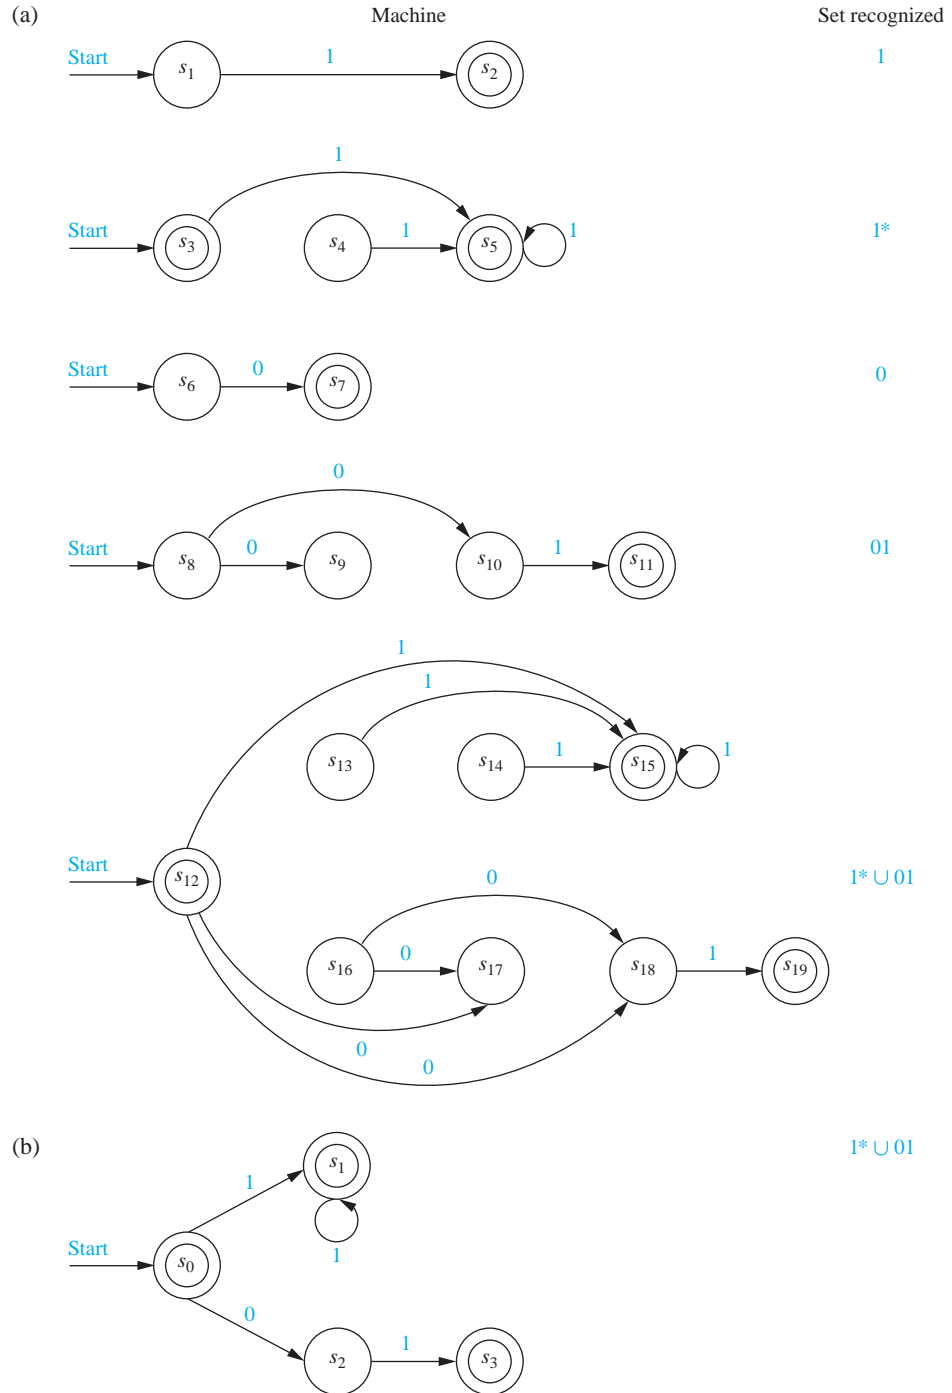 (a) Machine Set recognized
Start s1 1 s2 1
1
Start s3 s4 1 s5 1 1*
Start s6 0 s7 0
0
Start s8 0 s9 s10 1 s11 01
1
1
s13 s14 1 s15 1
Start s12 1* ∪ 01
0
s16 0 s17 s18 1 s19
0
0
(b) s1 1* ∪ 01
1
1
Start s0
0
s2 1 s3